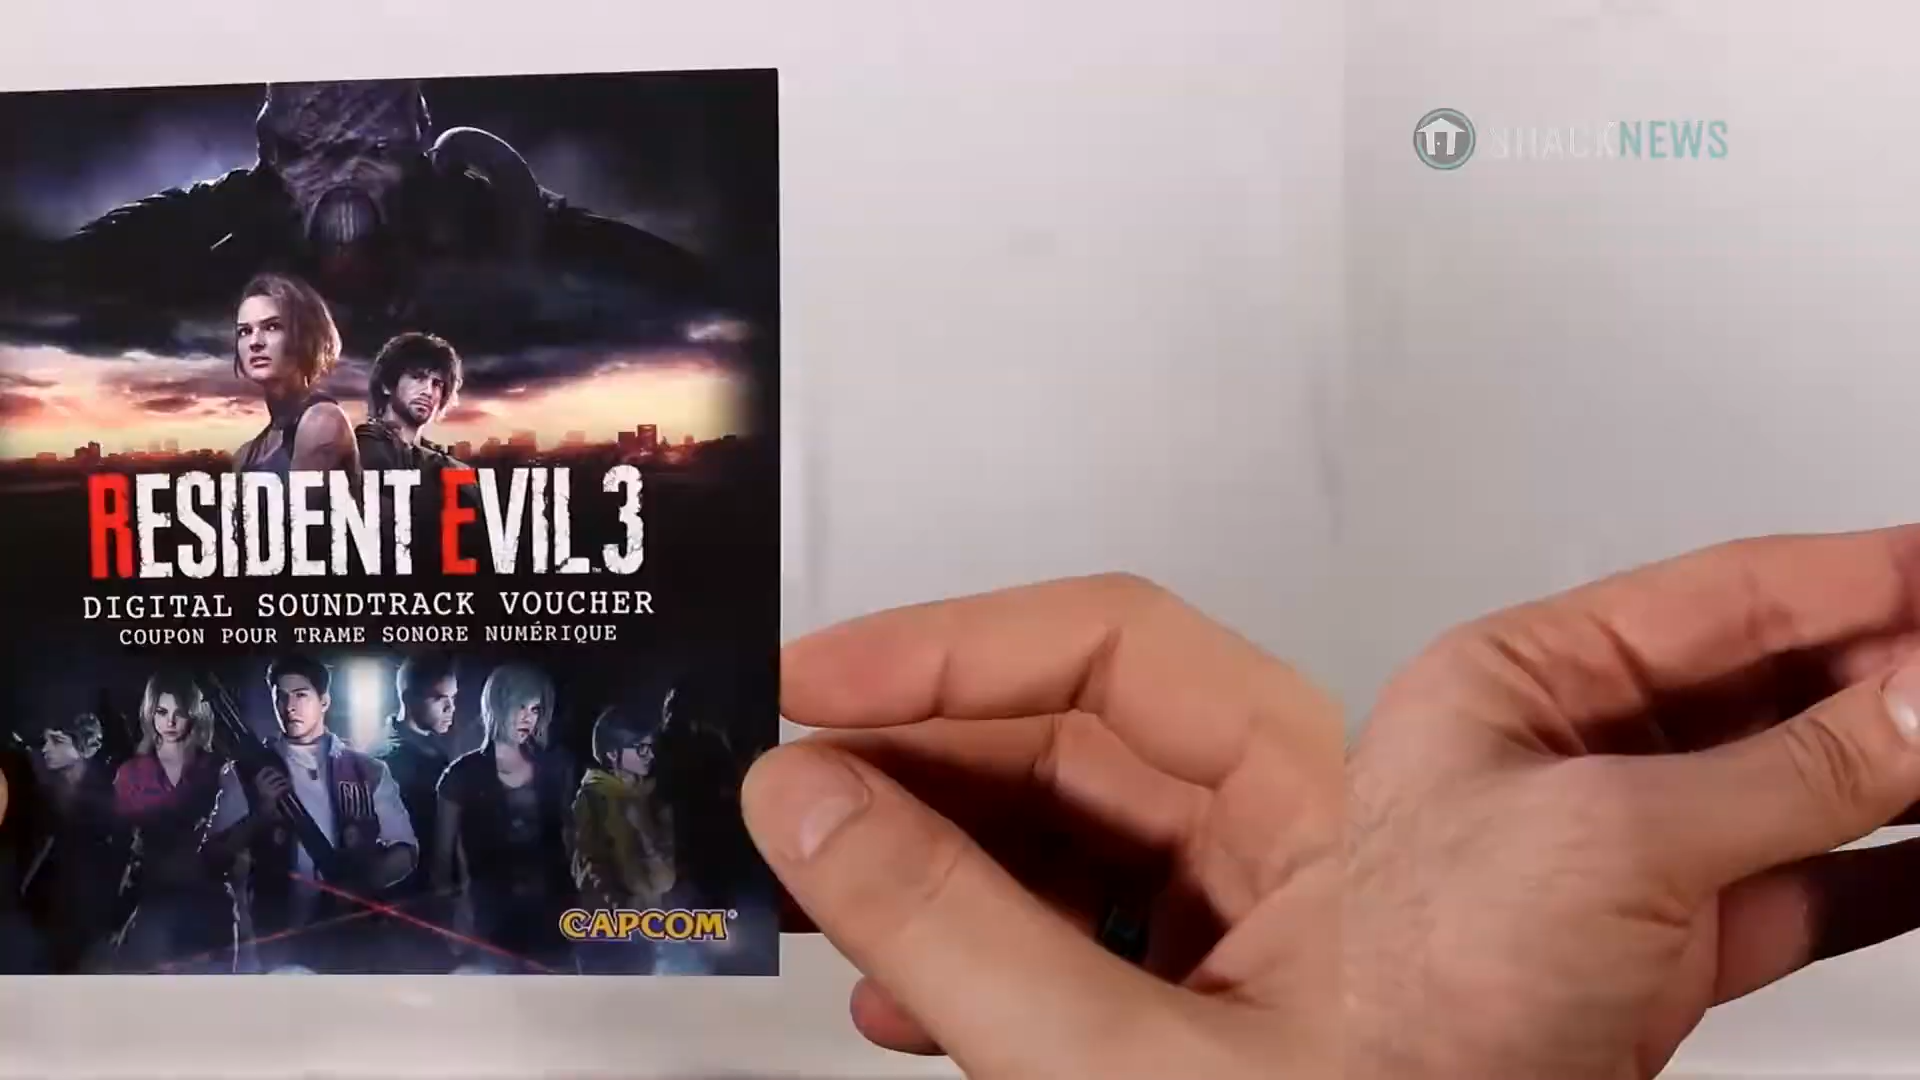 SHACKNEWS
RESIDENT EVIL 3
DIGITAL SOUNDTRACK VOUCHER
COUPON POUR TRAME SONORE NUMÉRIQUE
CAPCOM